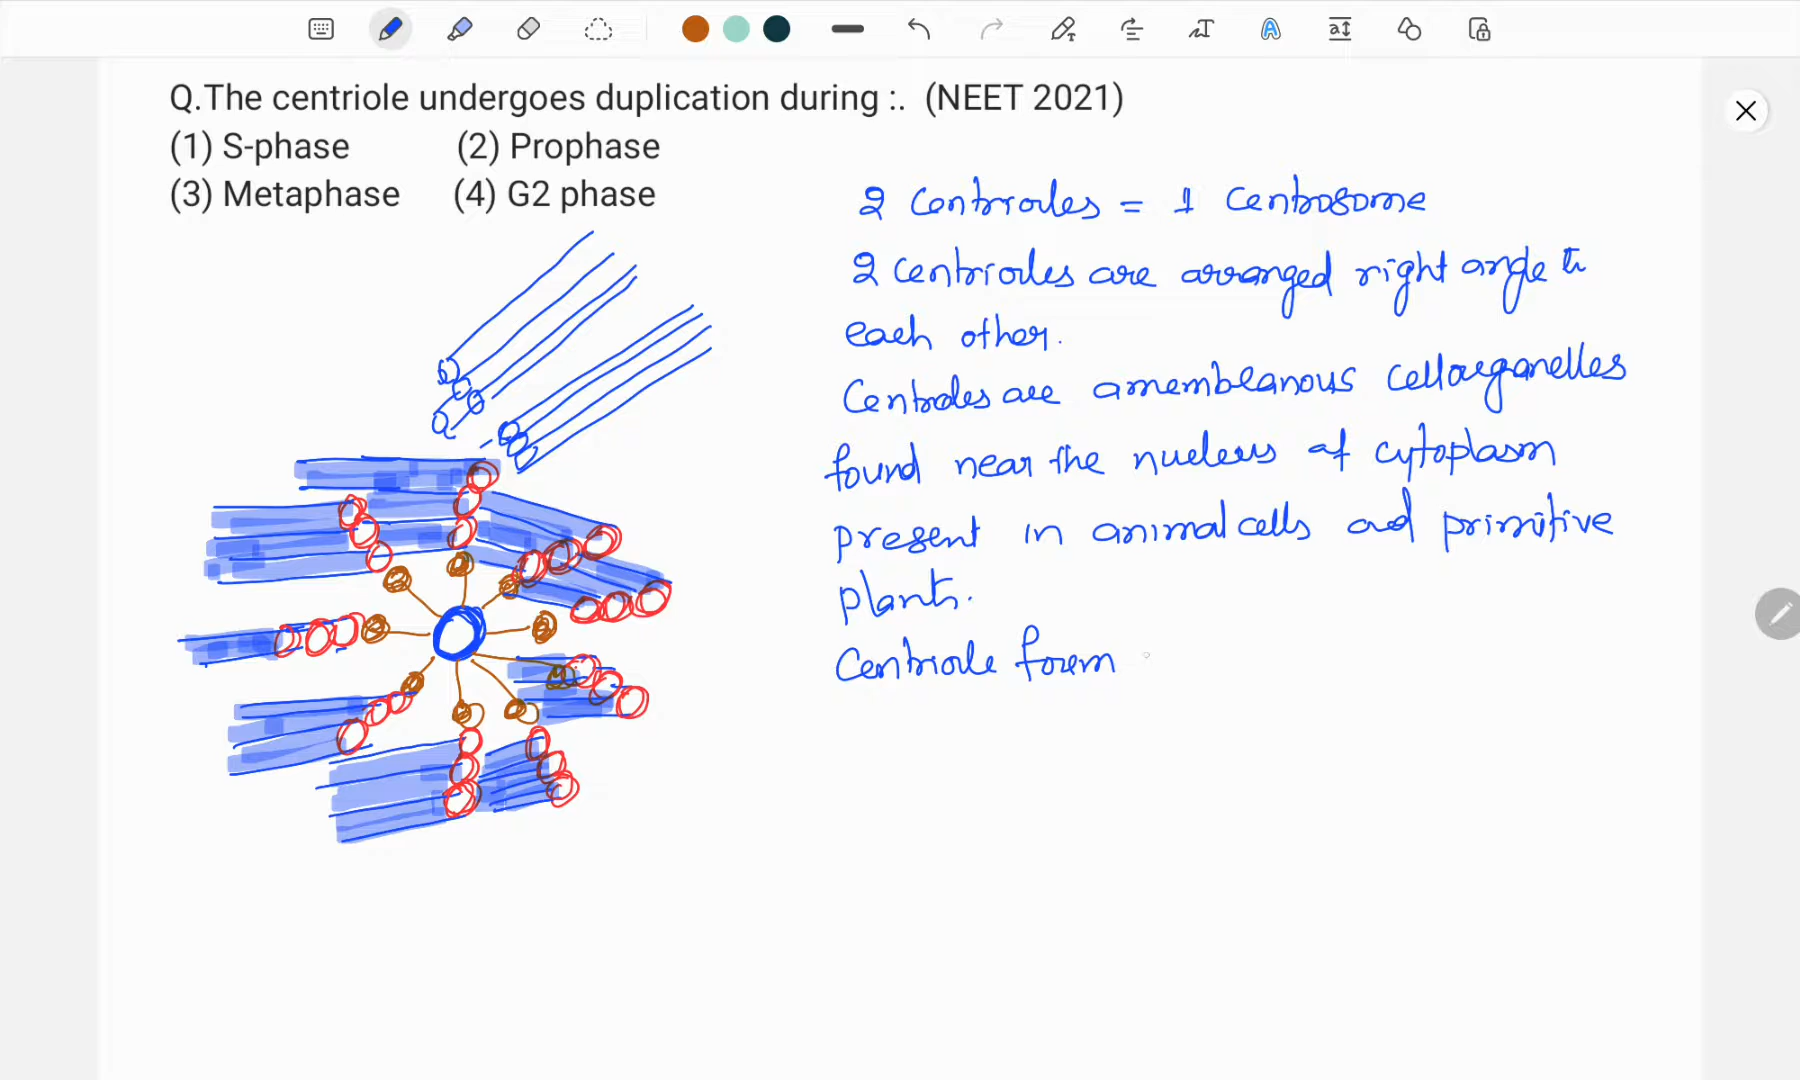 Q.The centriole undergoes duplication during :. (NEET 2021)
(1) S-phase (2) Prophase
(3) Metaphase (4) G2 phase
2 Centrioles = 1 Centrosome
2 Centrioles are arranged right angle to
each other.
Centrioles are amembranous cellorganelles
found near the nucleus of cytoplasm
present in animal cells and primitive
plants.
Centriole form